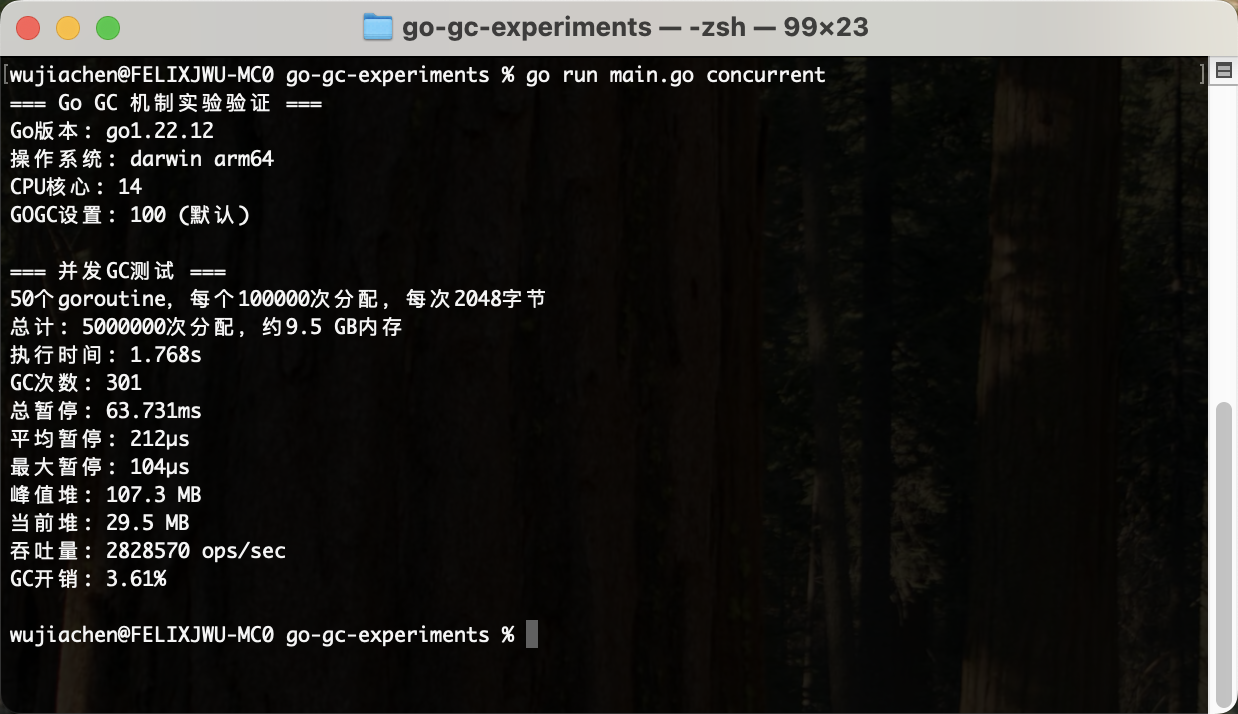 go-gc-experiments — -zsh — 99×23
[wujiachen@FELIXJWU-MC0 go-gc-experiments % go run main.go concurrent ]
=== Go GC 机制实验验证 ===
Go版本: go1.22.12
操作系统: darwin arm64
CPU核心: 14
GOGC设置: 100 (默认)
=== 并发GC测试 ===
50个goroutine, 每个100000次分配, 每次2048字节
总计: 5000000次分配, 约9.5 GB内存
执行时间: 1.768s
GC次数: 301
总暂停: 63.731ms
平均暂停: 212µs
最大暂停: 104µs
峰值堆: 107.3 MB
当前堆: 29.5 MB
吞吐量: 2828570 ops/sec
GC开销: 3.61%
wujiachen@FELIXJWU-MC0 go-gc-experiments %